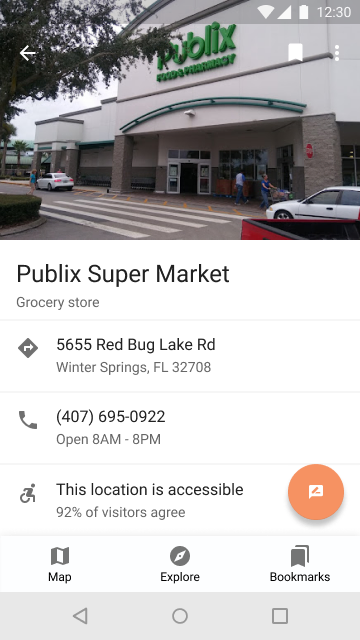 12:30
Publix
FOOD & PHARMACY
Publix Super Market
Grocery store
5655 Red Bug Lake Rd
Winter Springs, FL 32708
(407) 695-0922
Open 8AM - 8PM
This location is accessible
92% of visitors agree
Map
Explore
Bookmarks